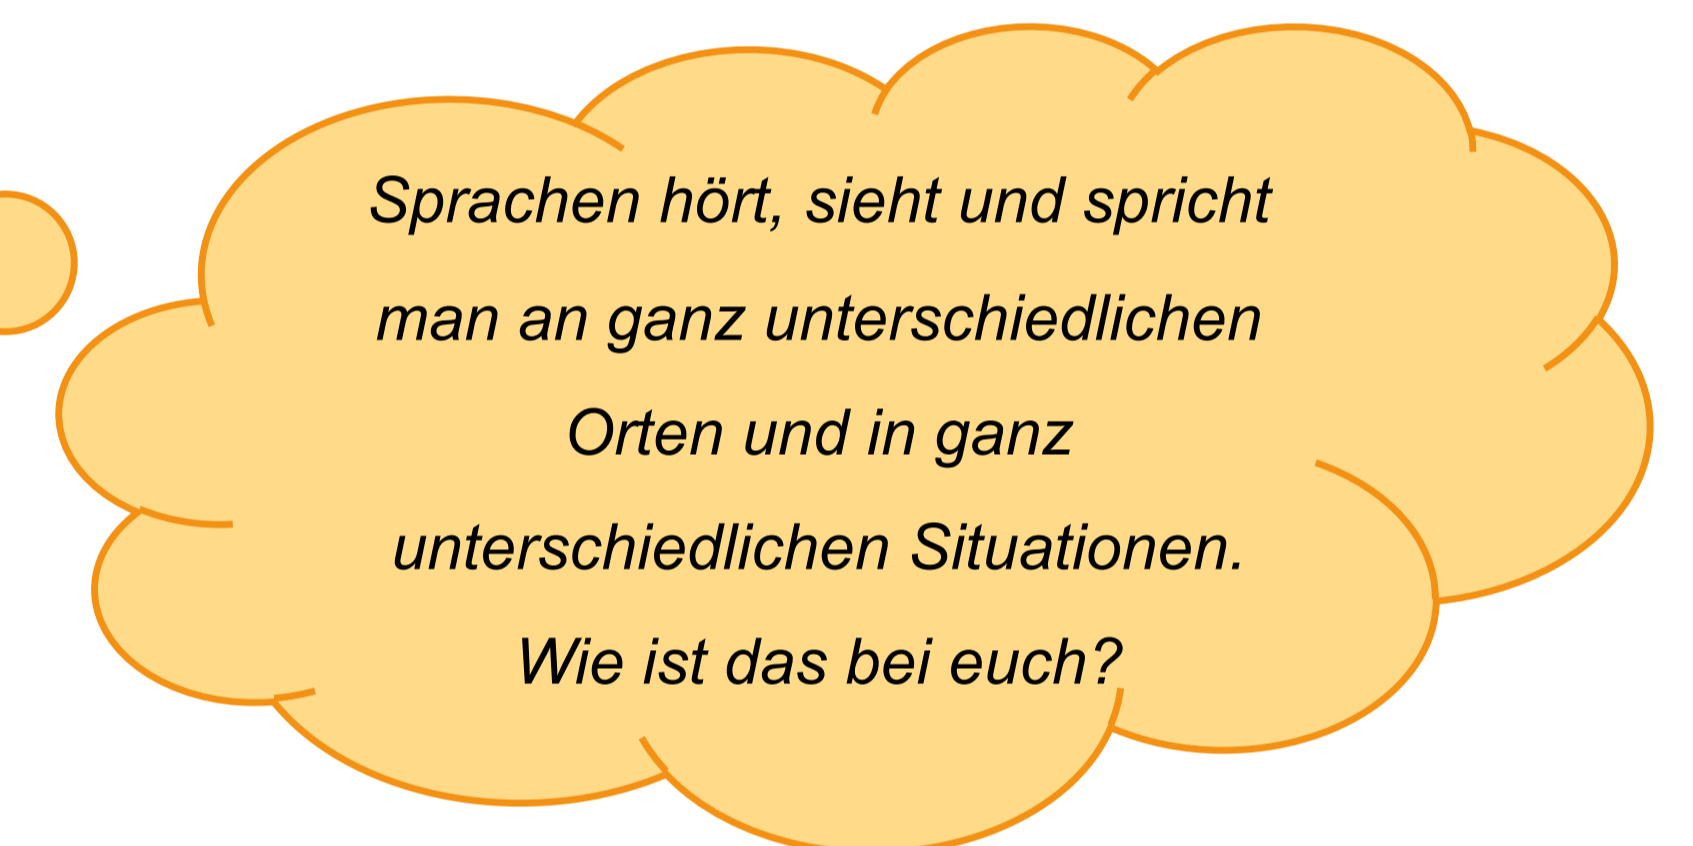 Sprachen hört, sieht und spricht
man an ganz unterschiedlichen
Orten und in ganz
unterschiedlichen Situationen.
Wie ist das bei euch?